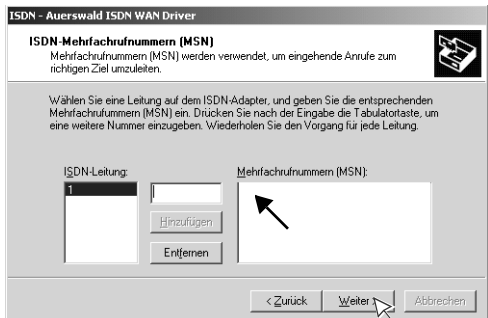 ISDN - Auerswald ISDN WAN Driver
ISDN-Mehrfachrufnummern (MSN)
Mehrfachrufnummern (MSN) werden verwendet, um eingehende Anrufe zum
richtigen Ziel umzuleiten.
Wählen Sie eine Leitung auf dem ISDN-Adapter, und geben Sie die entsprechenden
Mehrfachrufummern (MSN) ein. Drücken Sie nach der Eingabe die Tabulatortaste, um
eine weitere Nummer einzugeben. Wiederholen Sie den Vorgang für jede Leitung.
ISDN-Leitung:
Mehrfachrufnummern (MSN):
1
Hinzufügen
Entfernen
< Zurück
Weiter >
Abbrechen